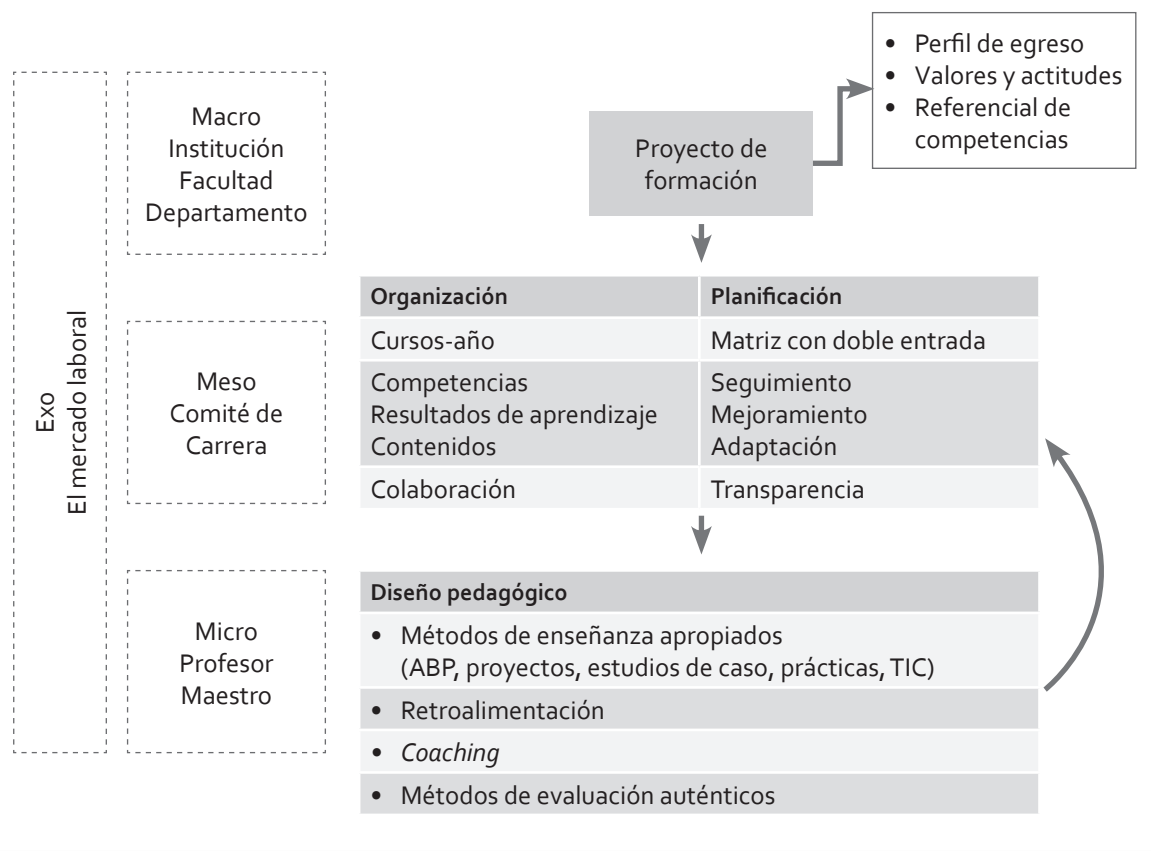 Exo
El mercado laboral
Macro
Institución
Facultad
Departamento
Proyecto de
formación
• Perfil de egreso
• Valores y actitudes
• Referencial de
competencias
Meso
Comité de
Carrera
Organización Planificación
Cursos-año Matriz con doble entrada
Competencias Seguimiento
Resultados de aprendizaje Mejoramiento
Contenidos Adaptación
Colaboración Transparencia
Micro
Profesor
Maestro
Diseño pedagógico
• Métodos de enseñanza apropiados
(ABP, proyectos, estudios de caso, prácticas, TIC)
• Retroalimentación
• Coaching
• Métodos de evaluación auténticos